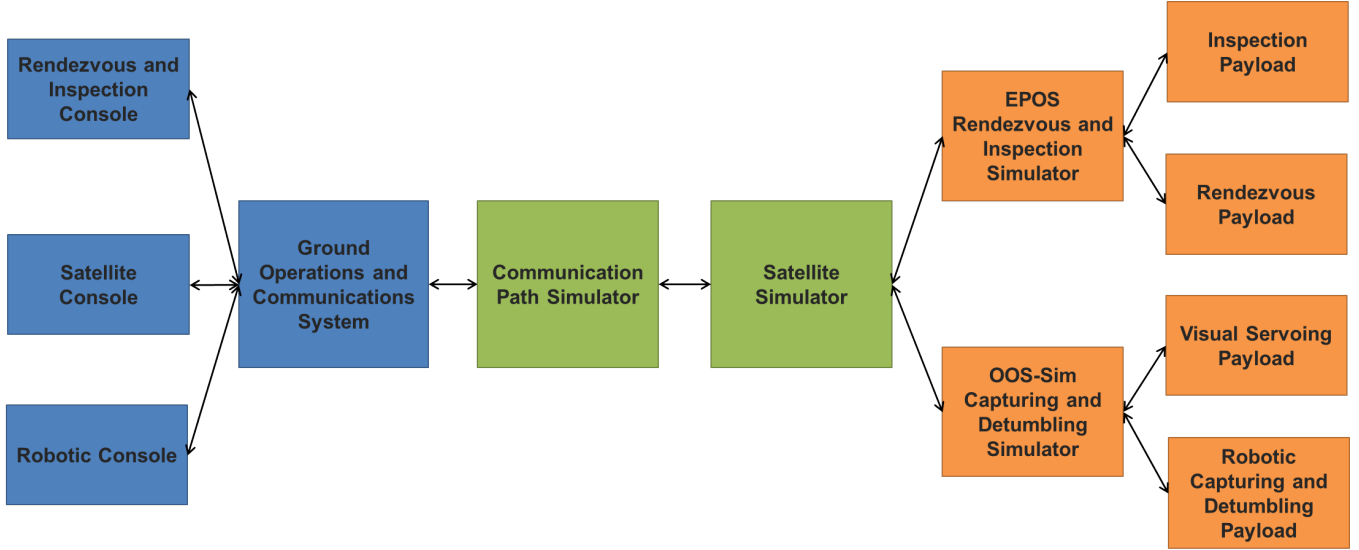 Rendezvous and
Inspection
Console
Satellite
Console
Robotic Console
Ground
Operations and
Communications
System
Communication
Path Simulator
Satellite
Simulator
EPOS
Rendezvous and
Inspection
Simulator
OOS-Sim
Capturing and
Detumbling
Simulator
Inspection
Payload
Rendezvous
Payload
Visual Servoing
Payload
Robotic
Capturing and
Detumbling
Payload